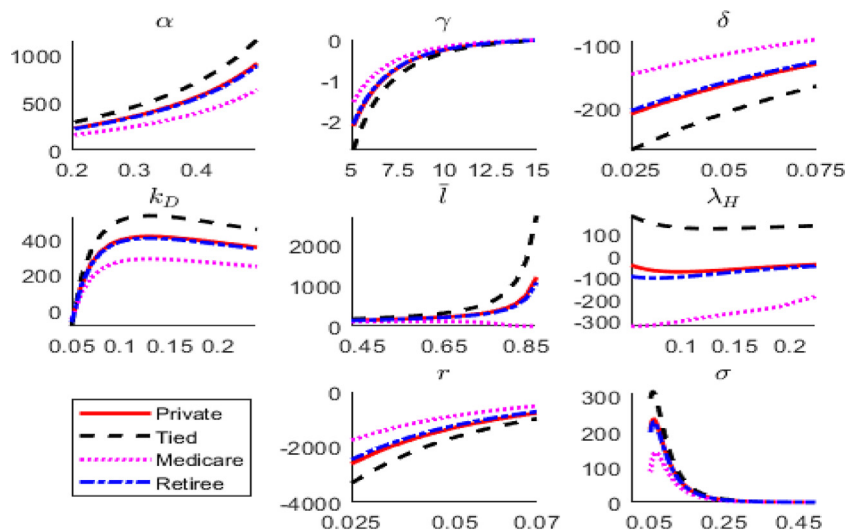 α γ δ
1000 0 -100
500 -1 -200
0 -2
0.2 0.3 0.4 5 7.5 10 12.5 15 0.025 0.05 0.075
k_D l̄ λ_H
400 2000 100
200 1000 0
0 0 -100
-200
-300
0.05 0.1 0.15 0.2 0.45 0.65 0.85 0.1 0.15 0.2
r σ
0 300
-2000 200
-4000 100
0
0.025 0.05 0.07 0.05 0.25 0.45
Private
Tied
Medicare
Retiree